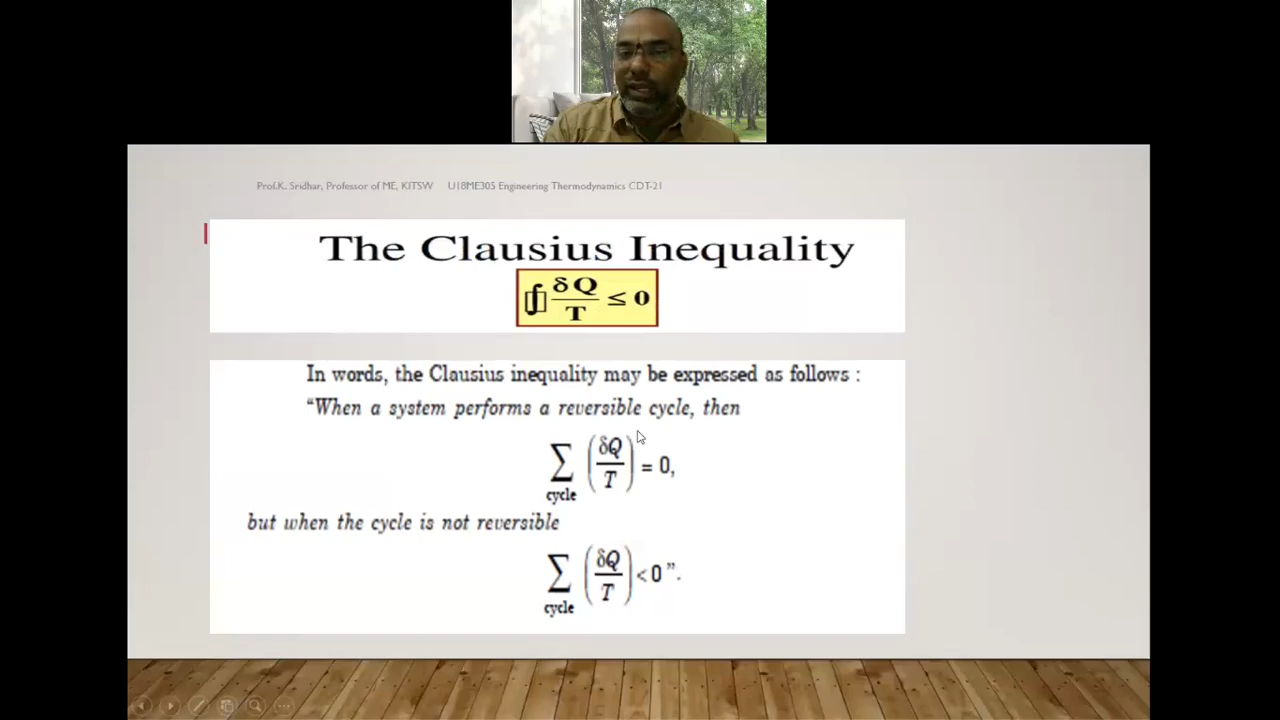 Prof.K. Sridhar, Professor of ME, KITSW U18ME305 Engineering Thermodynamics CDT-21
The Clausius Inequality
∮ δQ/T ≤ 0
In words, the Clausius inequality may be expressed as follows :
“When a system performs a reversible cycle, then
∑ cycle (δQ/T) = 0,
but when the cycle is not reversible
∑ cycle (δQ/T) < 0 ”.